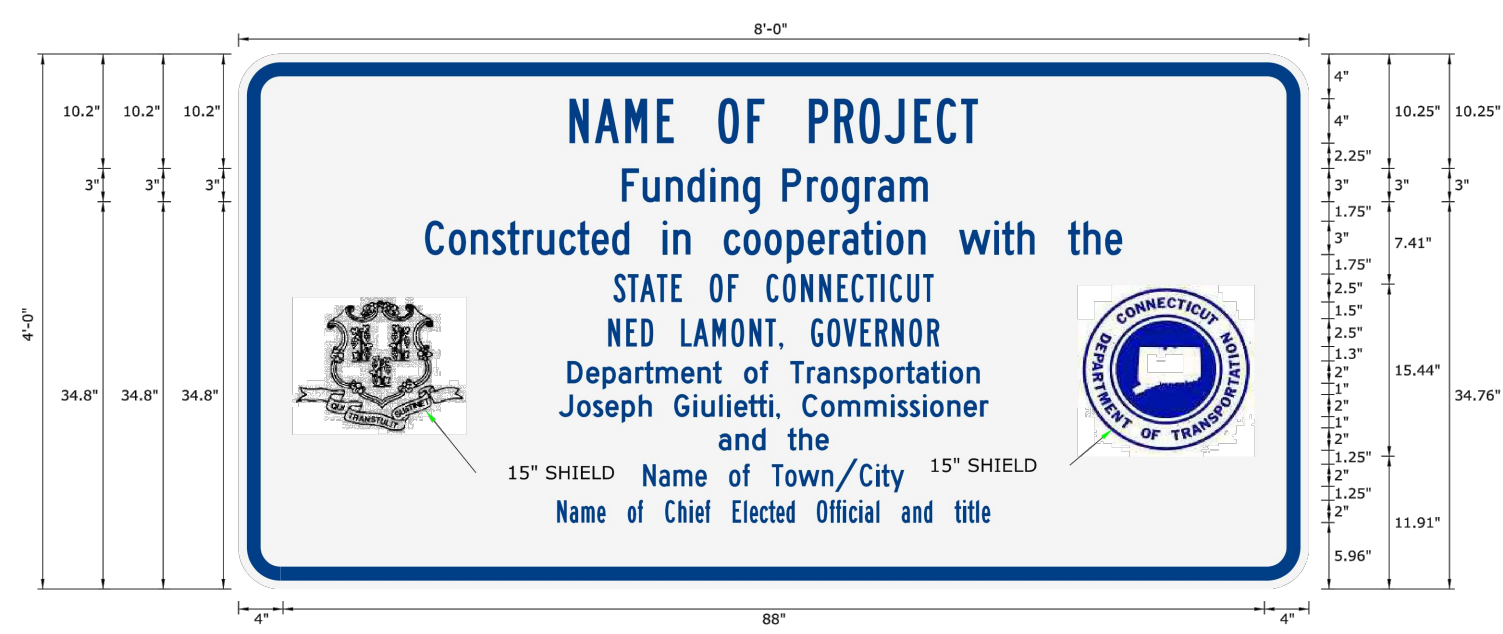 8'-0"
NAME OF PROJECT
Funding Program
Constructed in cooperation with the
STATE OF CONNECTICUT
NED LAMONT, GOVERNOR
Department of Transportation
Joseph Giulietti, Commissioner
and the
Name of Town/City
Name of Chief Elected Official and title
QUI TRANSTULIT SUSTINET
15" SHIELD
CONNECTICUT
DEPARTMENT OF TRANSPORTATION
15" SHIELD
4'-0"
10.2" 10.2" 10.2"
3" 3" 3"
34.8" 34.8" 34.8"
4"
4"
2.25"
3"
1.75"
3"
1.75"
2.5"
1.5"
2.5"
1.3"
2"
1"
2"
1"
2"
1.25"
2"
1.25"
2"
5.96"
10.25"
3"
7.41"
15.44"
11.91"
10.25"
3"
34.76"
4" 88" 4"